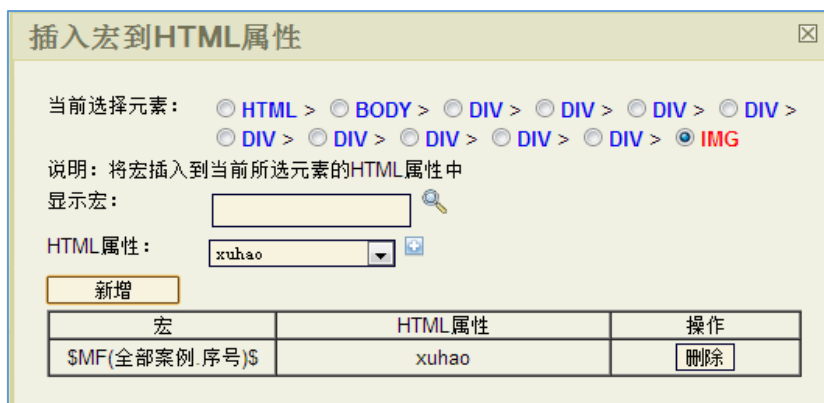 插入宏到HTML属性
当前选择元素： HTML > BODY > DIV > DIV > DIV > DIV >
DIV > DIV > DIV > DIV > DIV > IMG
说明：将宏插入到当前所选元素的HTML属性中
显示宏：
HTML属性： xuhao
新增
宏 HTML属性 操作
$MF(全部案例.序号)$ xuhao 删除